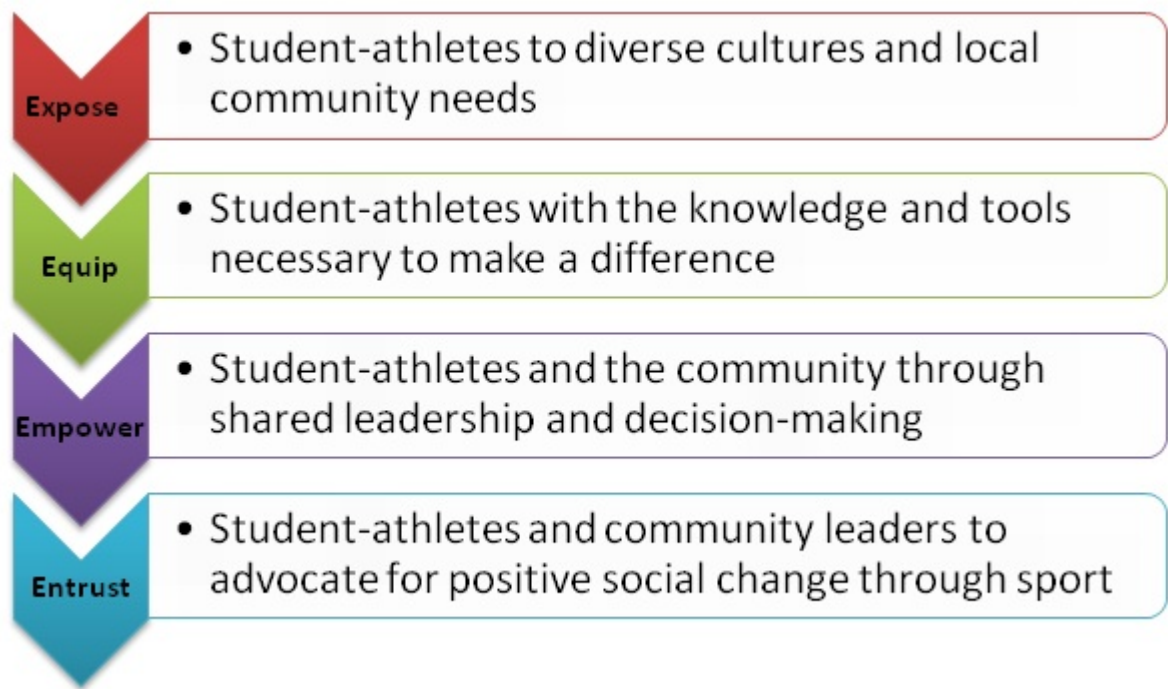 Expose
• Student-athletes to diverse cultures and local
community needs
Equip
• Student-athletes with the knowledge and tools
necessary to make a difference
Empower
• Student-athletes and the community through
shared leadership and decision-making
Entrust
• Student-athletes and community leaders to
advocate for positive social change through sport